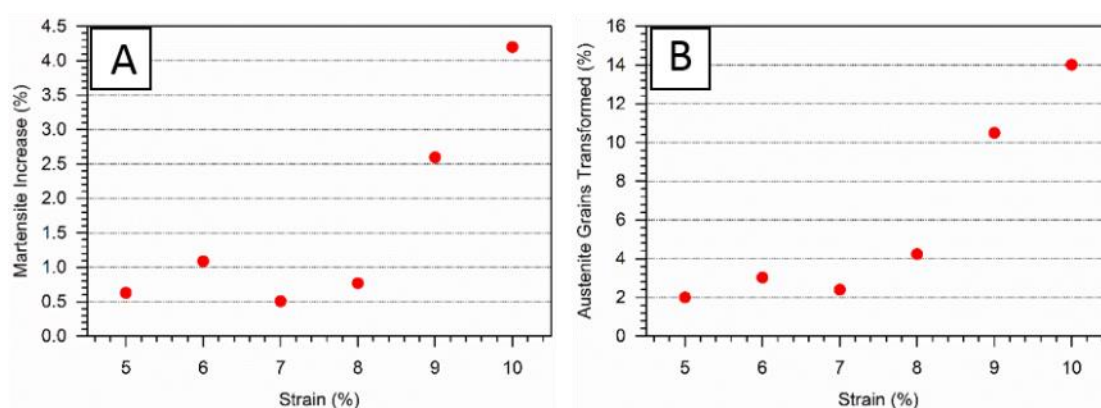 A
Martensite Increase (%)
4.5
4.0
3.5
3.0
2.5
2.0
1.5
1.0
0.5
0.0
5 6 7 8 9 10
Strain (%)
B
Austenite Grains Transformed (%)
16
14
12
10
8
6
4
2
0
5 6 7 8 9 10
Strain (%)